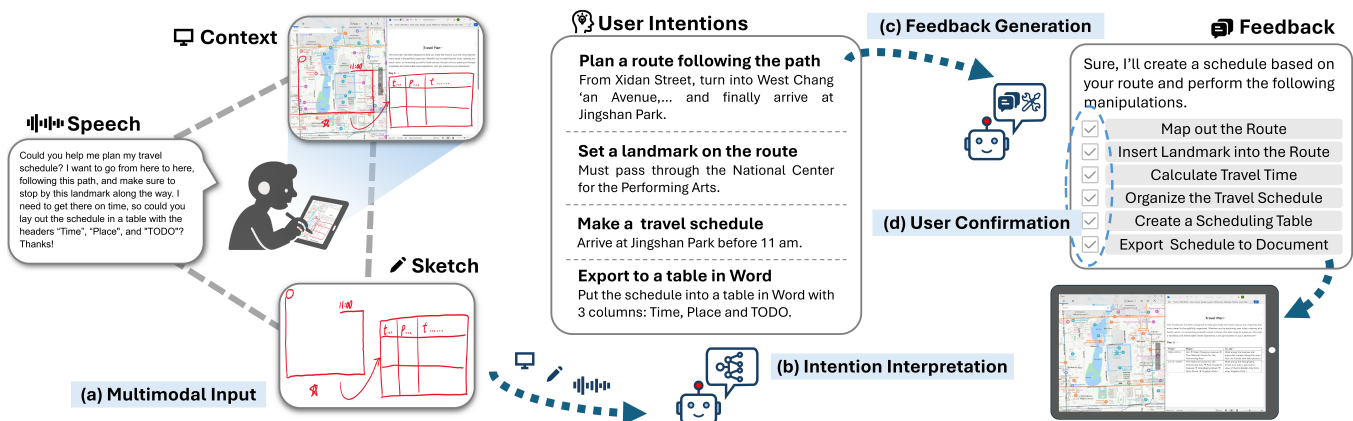 Context
Speech
Could you help me plan my travel
schedule? I want to go from here to here,
following this path, and make sure to
stop by this landmark along the way. I
need to get there on time, so could you
lay out the schedule in a table with the
headers “Time”, “Place”, and "TODO"?
Thanks!
11:00
t... p... t......
Travel Plan
Sketch
11:00
t... p... t......
(a) Multimodal Input
User Intentions
Plan a route following the path
From Xidan Street, turn into West Chang
‘an Avenue,... and finally arrive at
Jingshan Park.
Set a landmark on the route
Must pass through the National Center
for the Performing Arts.
Make a travel schedule
Arrive at Jingshan Park before 11 am.
Export to a table in Word
Put the schedule into a table in Word with
3 columns: Time, Place and TODO.
(b) Intention Interpretation
(c) Feedback Generation
(d) User Confirmation
Feedback
Sure, I’ll create a schedule based on
your route and perform the following
manipulations.
Map out the Route
Insert Landmark into the Route
Calculate Travel Time
Organize the Travel Schedule
Create a Scheduling Table
Export Schedule to Document
Travel Plan